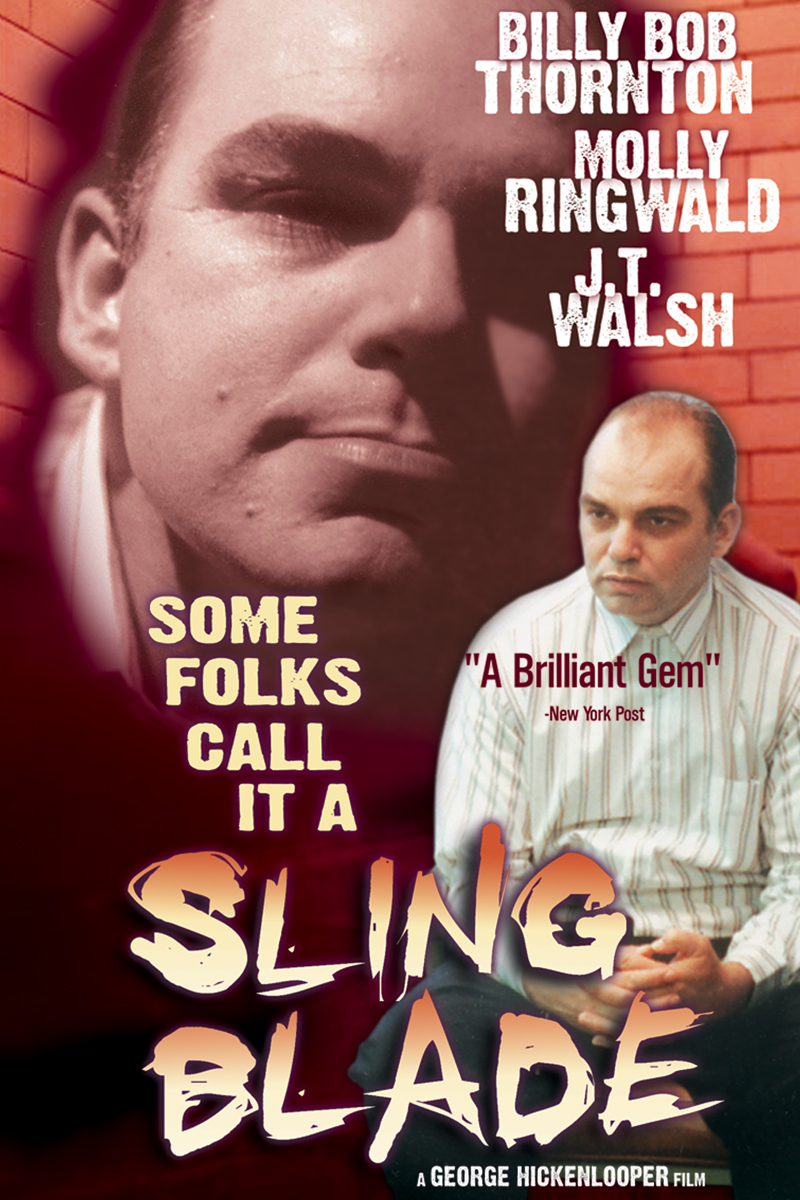 BILLY BOB
THORNTON
MOLLY
RINGWALD
J.T.
WALSH
SOME
FOLKS
CALL
IT A
"A Brilliant Gem"
-New York Post
SLING
BLADE
A GEORGE HICKENLOOPER FILM